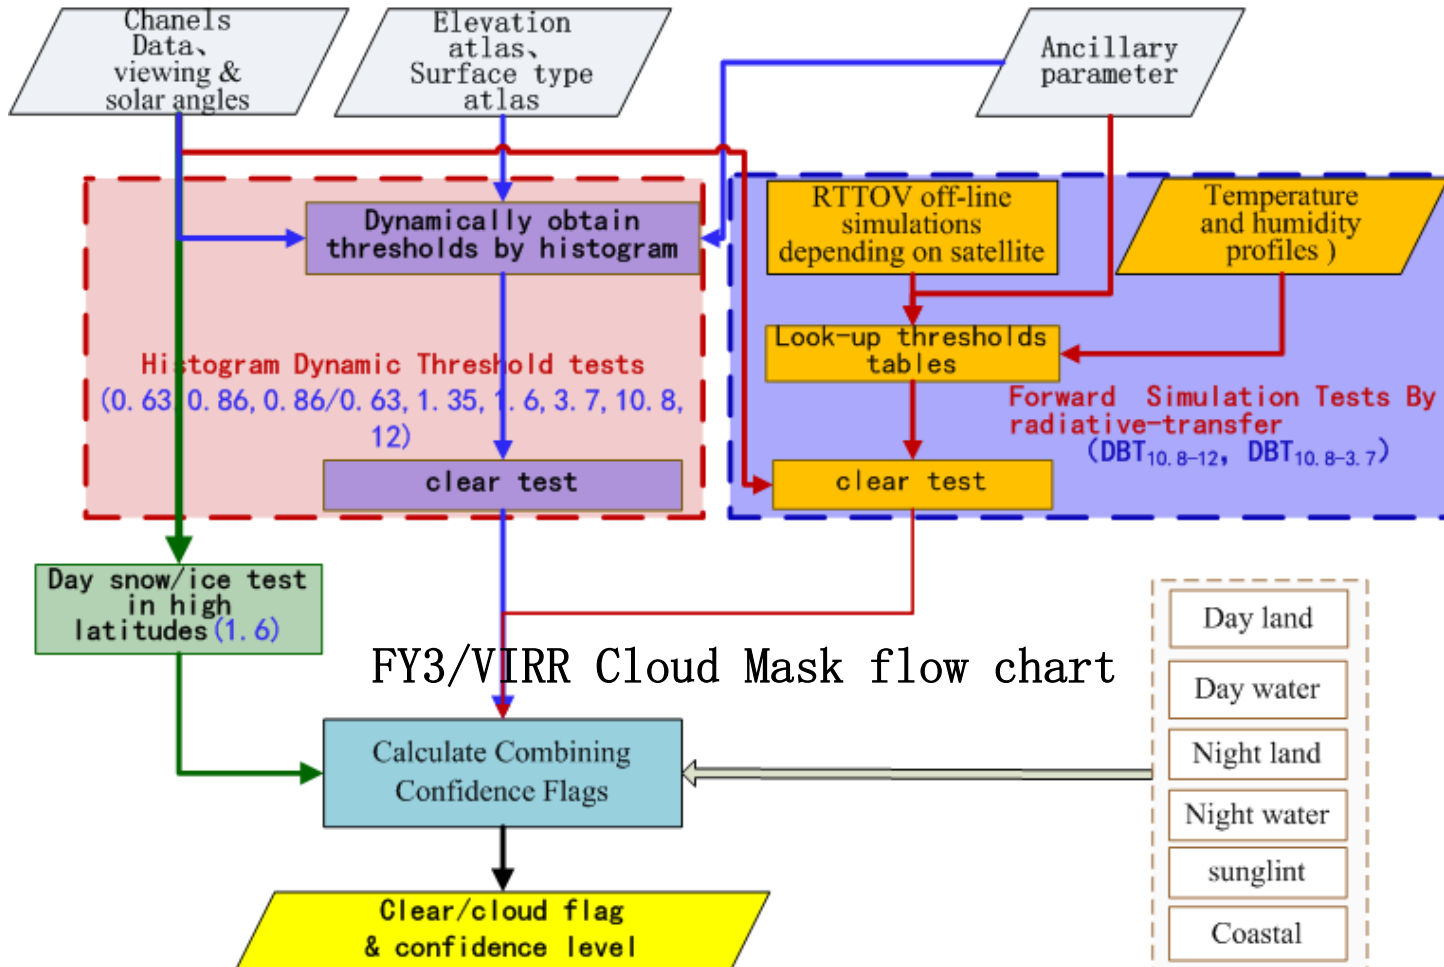 Chanels
Data、
viewing &
solar angles
Elevation
atlas、
Surface type
atlas
Ancillary
parameter
Dynamically obtain
thresholds by histogram
RTTOV off-line
simulations
depending on satellite
Temperature
and humidity
profiles )
Look-up thresholds
tables
Histogram Dynamic Threshold tests
(0.63, 0.86, 0.86/0.63, 1.35, 1.6, 3.7, 10.8,
12)
Forward Simulation Tests By
radiative-transfer
(DBT10.8-12, DBT10.8-3.7)
clear test
clear test
Day snow/ice test
in high
latitudes(1.6)
FY3/VIRR Cloud Mask flow chart
Day land
Day water
Night land
Night water
sunglint
Coastal
Calculate Combining
Confidence Flags
Clear/cloud flag
& confidence level